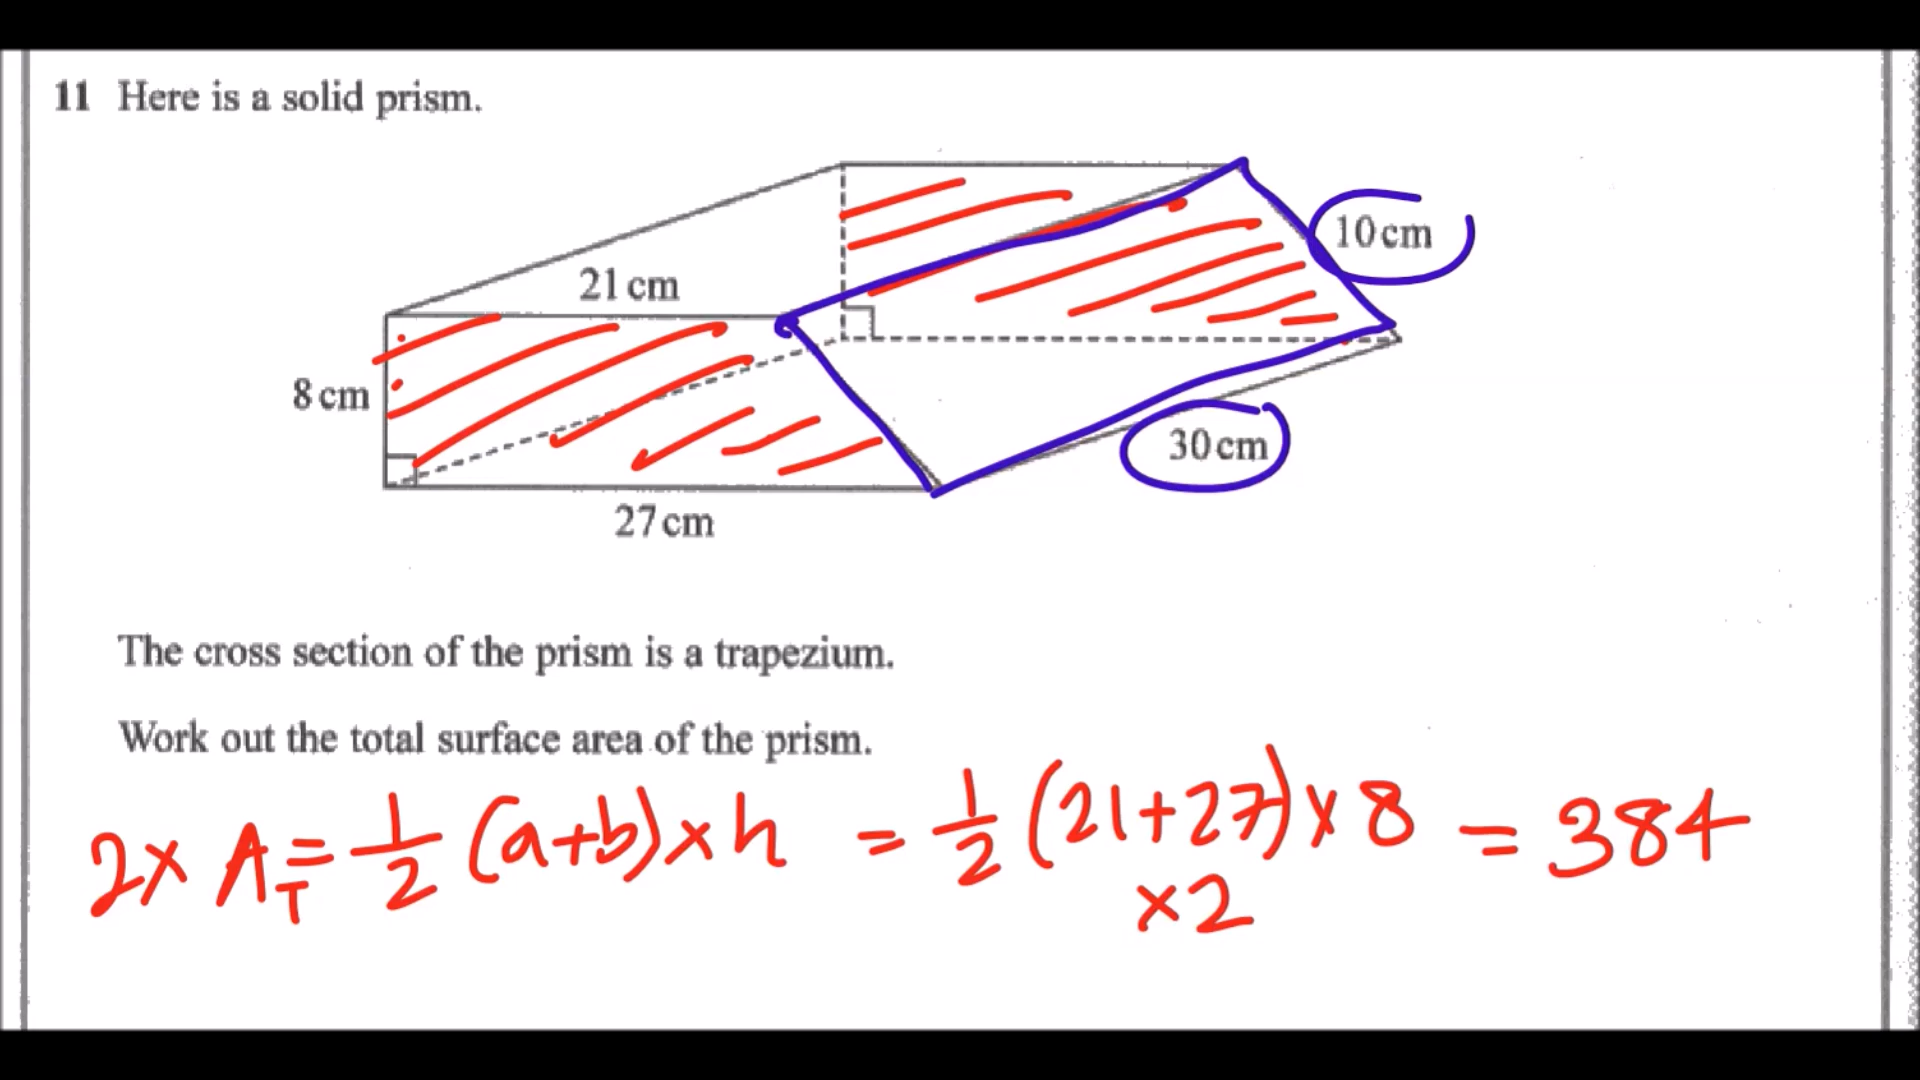 11 Here is a solid prism.
10 cm
21 cm
8 cm
30 cm
27 cm
The cross section of the prism is a trapezium.
Work out the total surface area of the prism.
2 × A_T = 1/2 (a+b) × h = 1/2 (21+27) × 8 = 384
×2